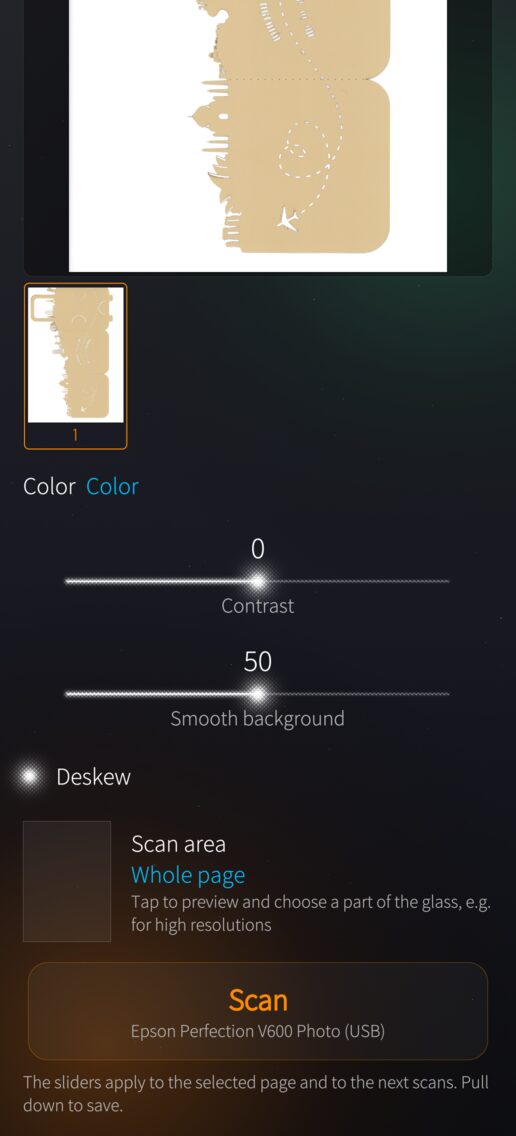 1
Color Color
0
Contrast
50
Smooth background
Deskew
Scan area
Whole page
Tap to preview and choose a part of the glass, e.g.
for high resolutions
Scan
Epson Perfection V600 Photo (USB)
The sliders apply to the selected page and to the next scans. Pull
down to save.